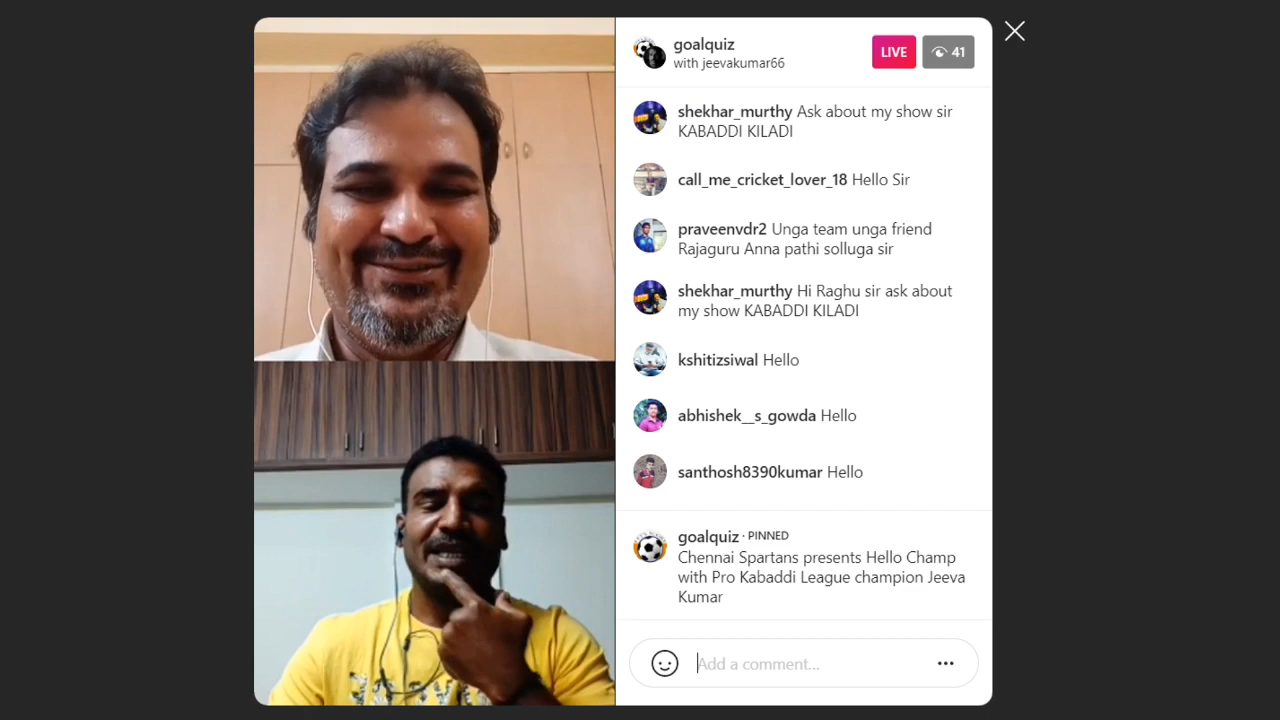 goalquiz
with jeevakumar66
LIVE
41
shekhar_murthy Ask about my show sir
KABADDI KILADI
call_me_cricket_lover_18 Hello Sir
praveenvdr2 Unga team unga friend
Rajaguru Anna pathi solluga sir
shekhar_murthy Hi Raghu sir ask about
my show KABADDI KILADI
kshitizsiwal Hello
abhishek__s_gowda Hello
santhosh8390kumar Hello
goalquiz · PINNED
Chennai Spartans presents Hello Champ
with Pro Kabaddi League champion Jeeva
Kumar
Add a comment...